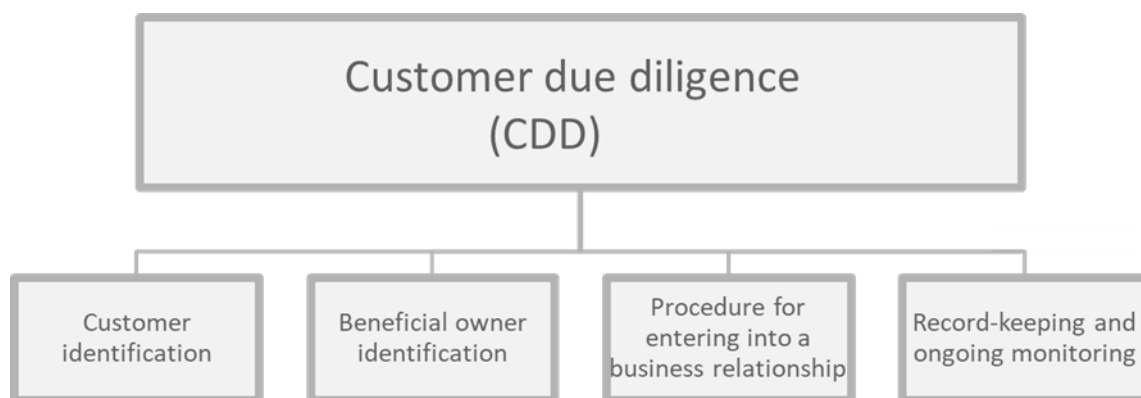 Customer due diligence
(CDD)
Customer
identification
Beneficial owner
identification
Procedure for
entering into a
business relationship
Record-keeping and
ongoing monitoring